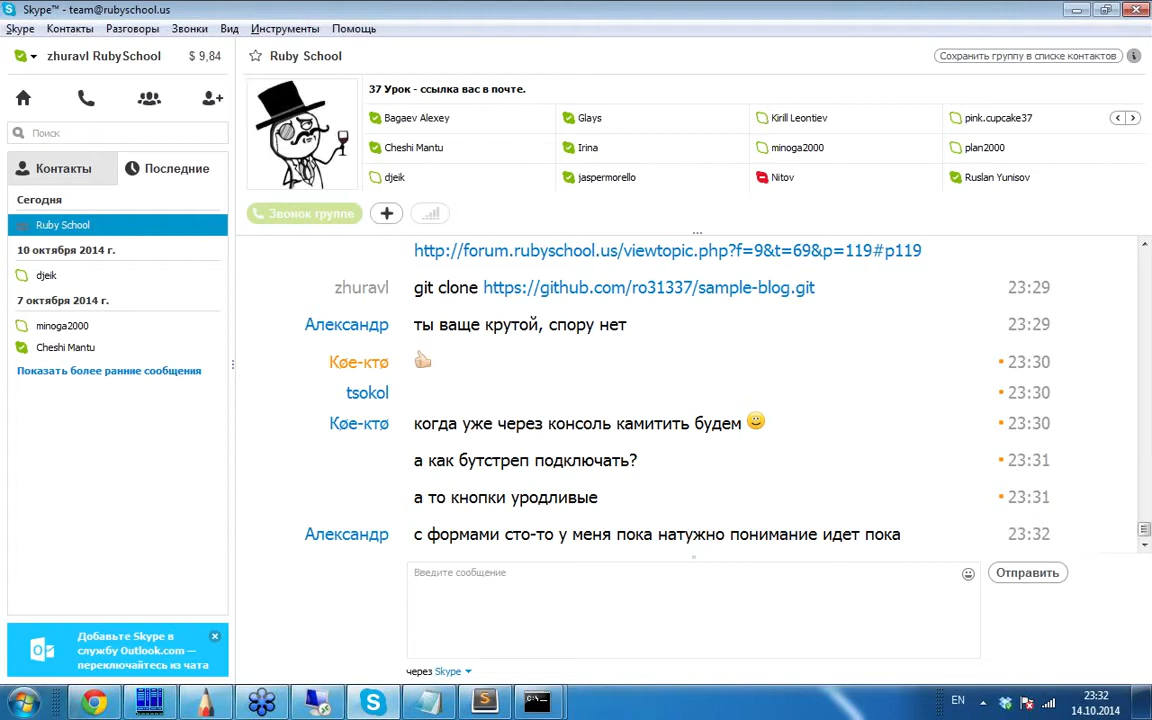 Skype™ - team@rubyschool.us
Skype Контакты Разговоры Звонки Вид Инструменты Помощь
zhuravl RubySchool $ 9,84
Ruby School
Сохранить группу в списке контактов
37 Урок - ссылка вас в почте.
Bagaev Alexey Glays Kirill Leontiev pink.cupcake37
Cheshi Mantu Irina minoga2000 plan2000
djeik jaspermorello Nitov Ruslan Yunisov
Поиск
Контакты Последние
Сегодня
Ruby School
10 октября 2014 г.
djeik
7 октября 2014 г.
minoga2000
Cheshi Mantu
Показать более ранние сообщения
Звонок группе
http://forum.rubyschool.us/viewtopic.php?f=9&t=69&p=119#p119
zhuravl git clone https://github.com/ro31337/sample-blog.git 23:29
Александр ты ваще крутой, спору нет 23:29
Køe-ктø 23:30
tsokol 23:30
Køe-ктø когда уже через консоль камитить будем 23:30
а как бутстреп подключать? 23:31
а то кнопки уродливые 23:31
Александр с формами сто-то у меня пока натужно понимание идет пока 23:32
Введите сообщение
Отправить
через Skype
Добавьте Skype в
службу Outlook.com —
переключайтесь из чата
EN
23:32
14.10.2014